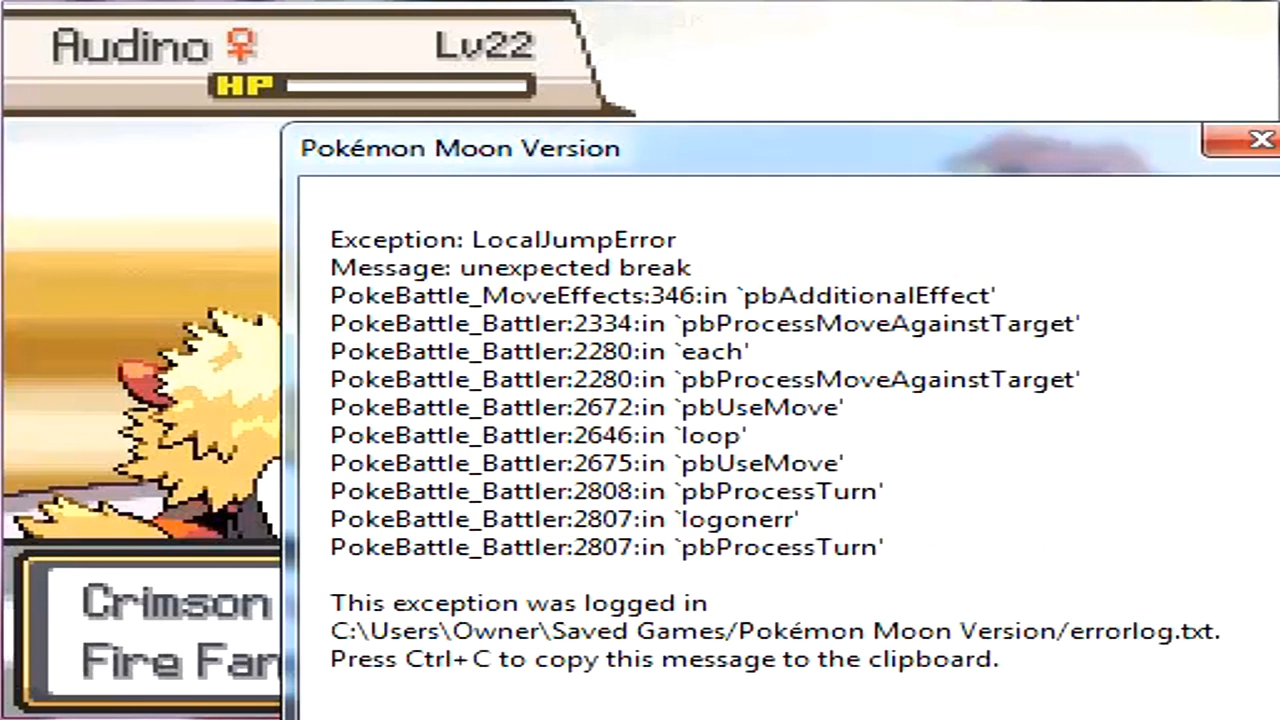 Audino ♀ Lv22
HP
Pokémon Moon Version
Exception: LocalJumpError
Message: unexpected break
PokeBattle_MoveEffects:346:in `pbAdditionalEffect'
PokeBattle_Battler:2334:in `pbProcessMoveAgainstTarget'
PokeBattle_Battler:2280:in `each'
PokeBattle_Battler:2280:in `pbProcessMoveAgainstTarget'
PokeBattle_Battler:2672:in `pbUseMove'
PokeBattle_Battler:2646:in `loop'
PokeBattle_Battler:2675:in `pbUseMove'
PokeBattle_Battler:2808:in `pbProcessTurn'
PokeBattle_Battler:2807:in `logonerr'
PokeBattle_Battler:2807:in `pbProcessTurn'
This exception was logged in
C:\Users\Owner\Saved Games/Pokémon Moon Version/errorlog.txt.
Press Ctrl+C to copy this message to the clipboard.
Crimson
Fire Fan